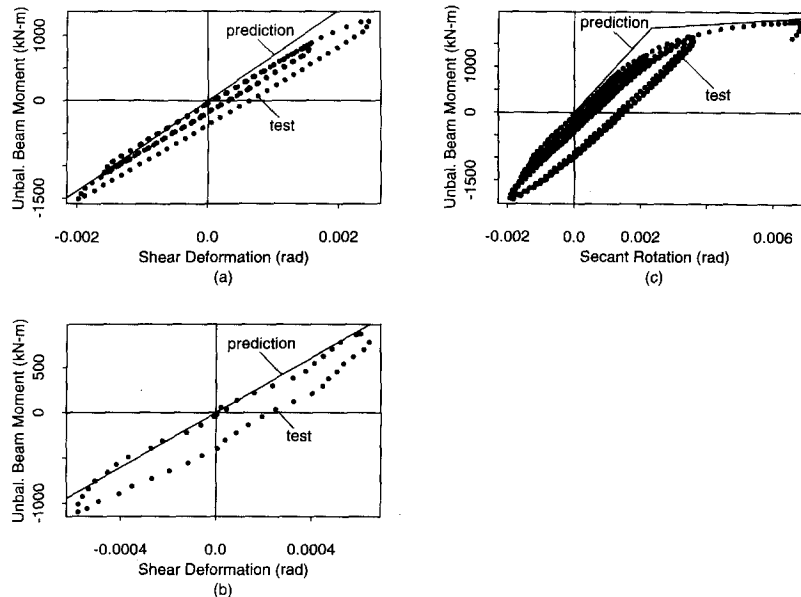 Unbal. Beam Moment (kN-m)
1000
0
-1500
prediction
test
-0.002
0.0
0.002
Shear Deformation (rad)
(a)
Unbal. Beam Moment (kN-m)
1000
0
-1500
prediction
test
-0.002
0.0
0.002
0.006
Secant Rotation (rad)
(c)
Unbal. Beam Moment (kN-m)
500
0
-1000
prediction
test
-0.0004
0.0
0.0004
Shear Deformation (rad)
(b)